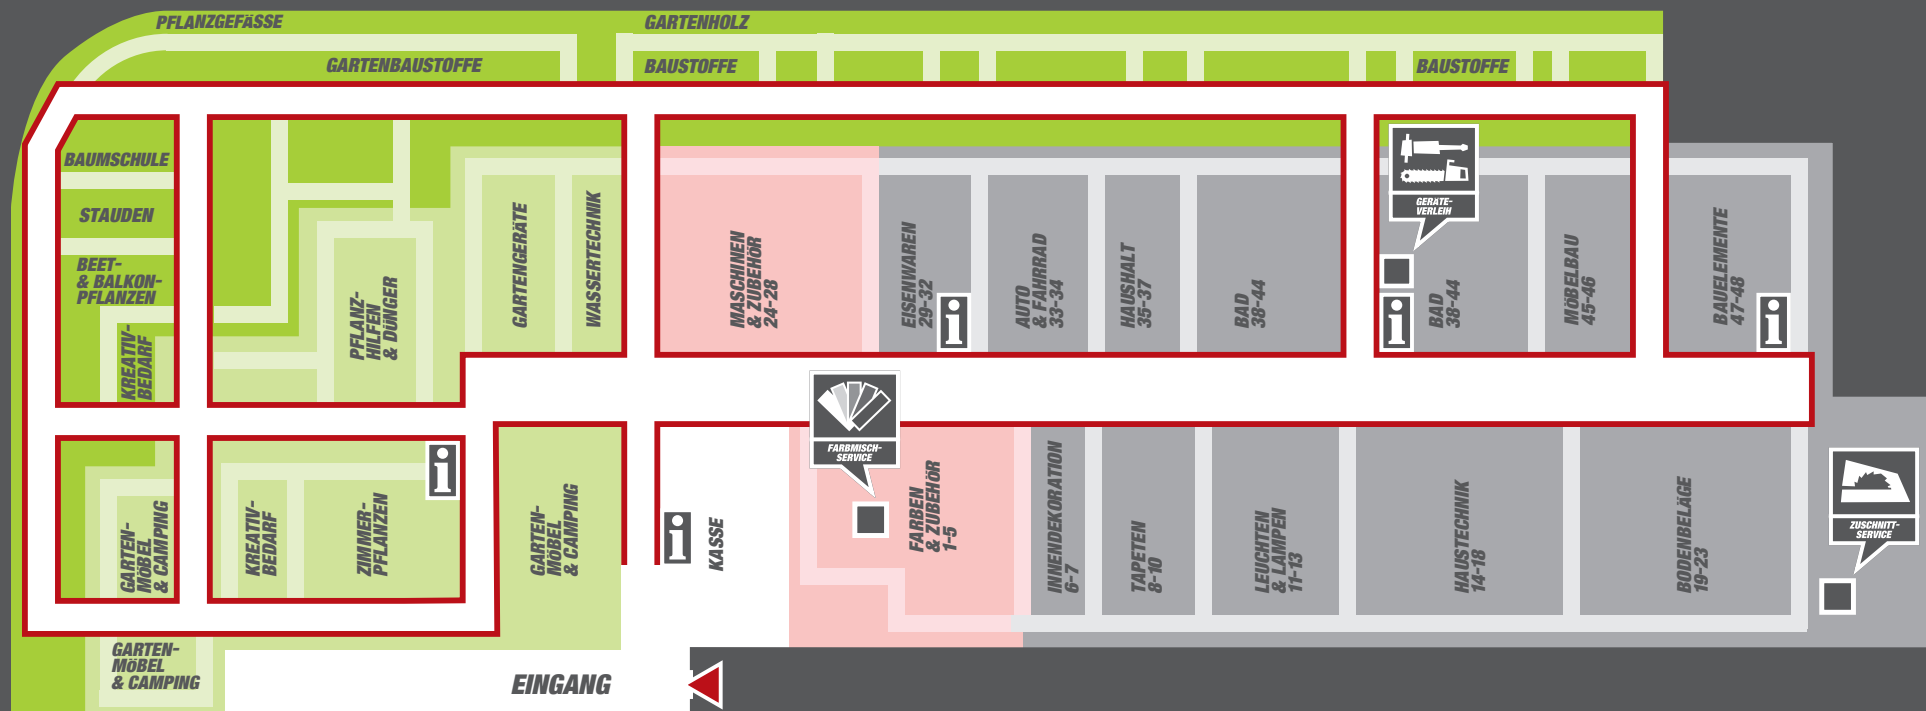 PFLANZGEFÄSSE
GARTENHOLZ
GARTENBAUSTOFFE
BAUSTOFFE
BAUSTOFFE
BAUMSCHULE
STAUDEN
BEET-
& BALKON-
PFLANZEN
KREATIV-
BEDARF
PFLANZ-
HILFEN
& DÜNGER
GARTENGERÄTE
WASSERTECHNIK
MASCHINEN
& ZUBEHÖR
24-28
EISENWAREN
29-32
i
AUTO
& FAHRRAD
33-34
HAUSHALT
35-37
BAD
38-44
GERÄTE-
VERLEIH
i
BAD
38-44
MÖBELBAU
45-46
BAUELEMENTE
47-48
i
GARTEN-
MÖBEL
& CAMPING
KREATIV-
BEDARF
ZIMMER-
PFLANZEN
i
GARTEN-
MÖBEL
& CAMPING
i
KASSE
FARBMISCH-
SERVICE
FARBEN
& ZUBEHÖR
1-5
INNENDEKORATION
6-7
TAPETEN
8-10
LEUCHTEN
& LAMPEN
11-13
HAUSTECHNIK
14-18
BODENBELÄGE
19-23
ZUSCHNITT-
SERVICE
GARTEN-
MÖBEL
& CAMPING
EINGANG